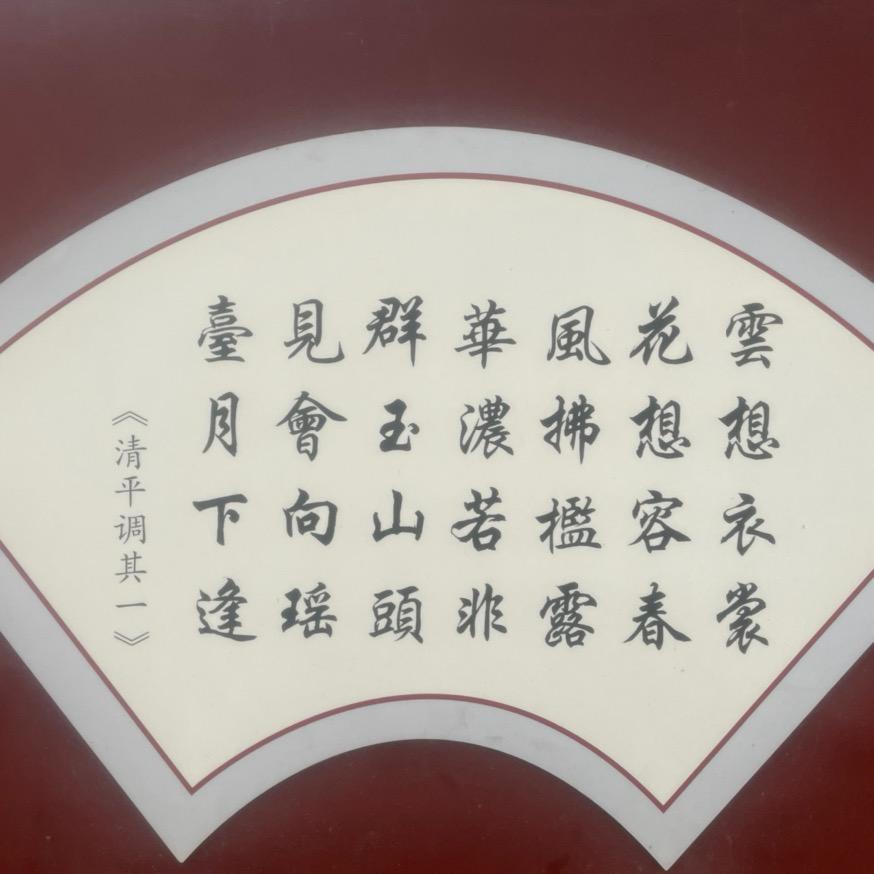 雲想衣裳
花想容春
風拂檻露
華濃若非
群玉山頭
見會向瑶
臺月下逢
《清平调其一》